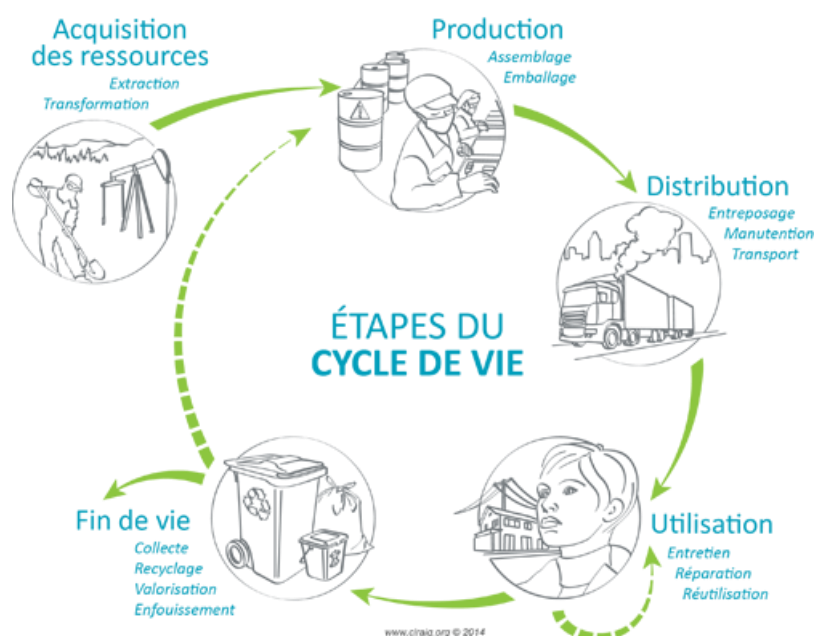 Acquisition
des ressources
Extraction
Transformation
Production
Assemblage
Emballage
Distribution
Entreposage
Manutention
Transport
ÉTAPES DU
CYCLE DE VIE
Utilisation
Entretien
Réparation
Réutilisation
Fin de vie
Collecte
Recyclage
Valorisation
Enfouissement
www.ciraig.org © 2014